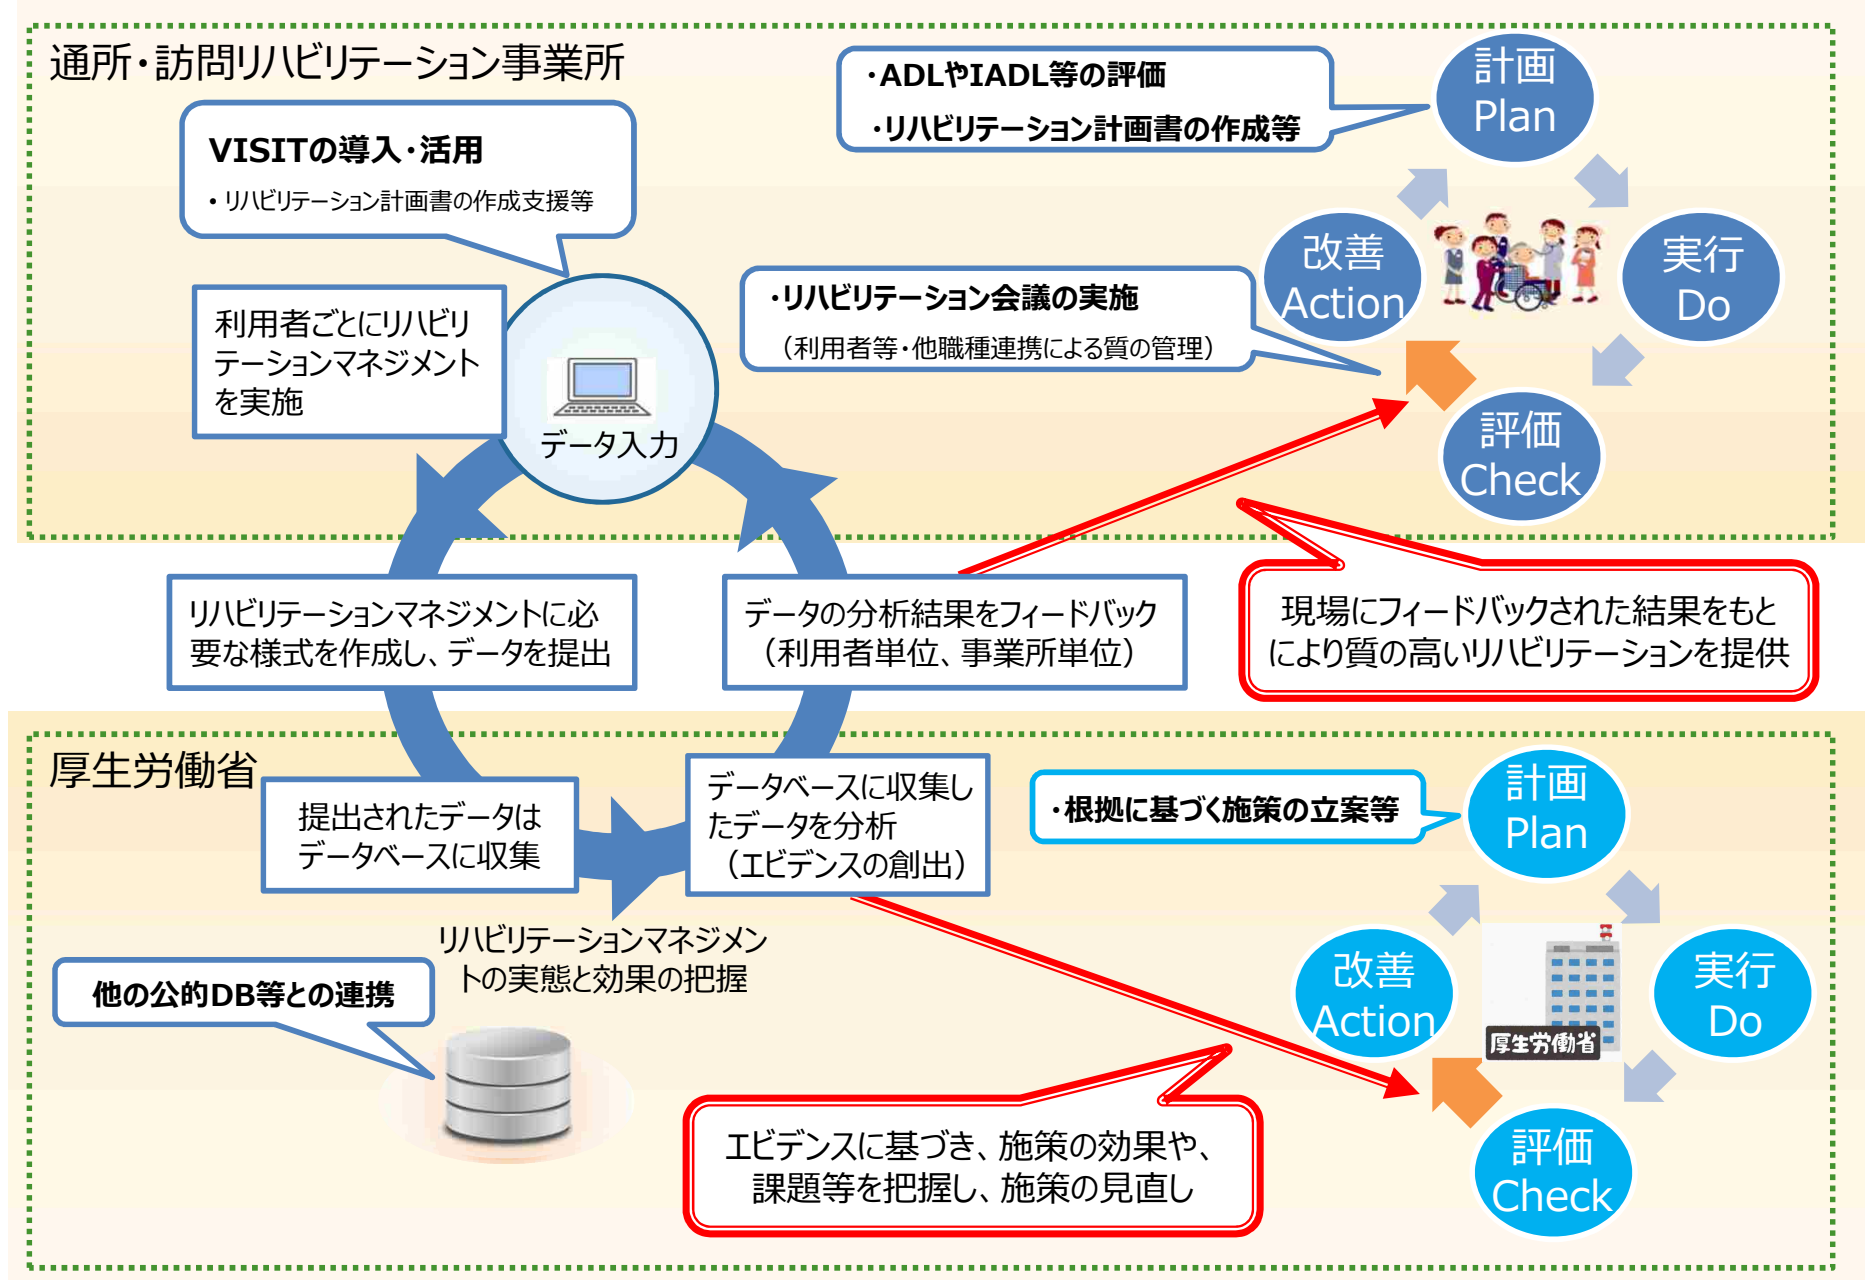 通所・訪問リハビリテーション事業所
VISITの導入・活用
・リハビリテーション計画書の作成支援等
・ADLやIADL等の評価
・リハビリテーション計画書の作成等
計画
Plan
改善
Action
実行
Do
評価
Check
・リハビリテーション会議の実施
（利用者等・他職種連携による質の管理）
利用者ごとにリハビリ
テーションマネジメント
を実施
データ入力
リハビリテーションマネジメントに必
要な様式を作成し、データを提出
データの分析結果をフィードバック
（利用者単位、事業所単位）
現場にフィードバックされた結果をもと
により質の高いリハビリテーションを提供
厚生労働省
提出されたデータは
データベースに収集
データベースに収集し
たデータを分析
（エビデンスの創出）
・根拠に基づく施策の立案等
計画
Plan
改善
Action
実行
Do
厚生労働省
評価
Check
リハビリテーションマネジメン
トの実態と効果の把握
他の公的DB等との連携
エビデンスに基づき、施策の効果や、
課題等を把握し、施策の見直し